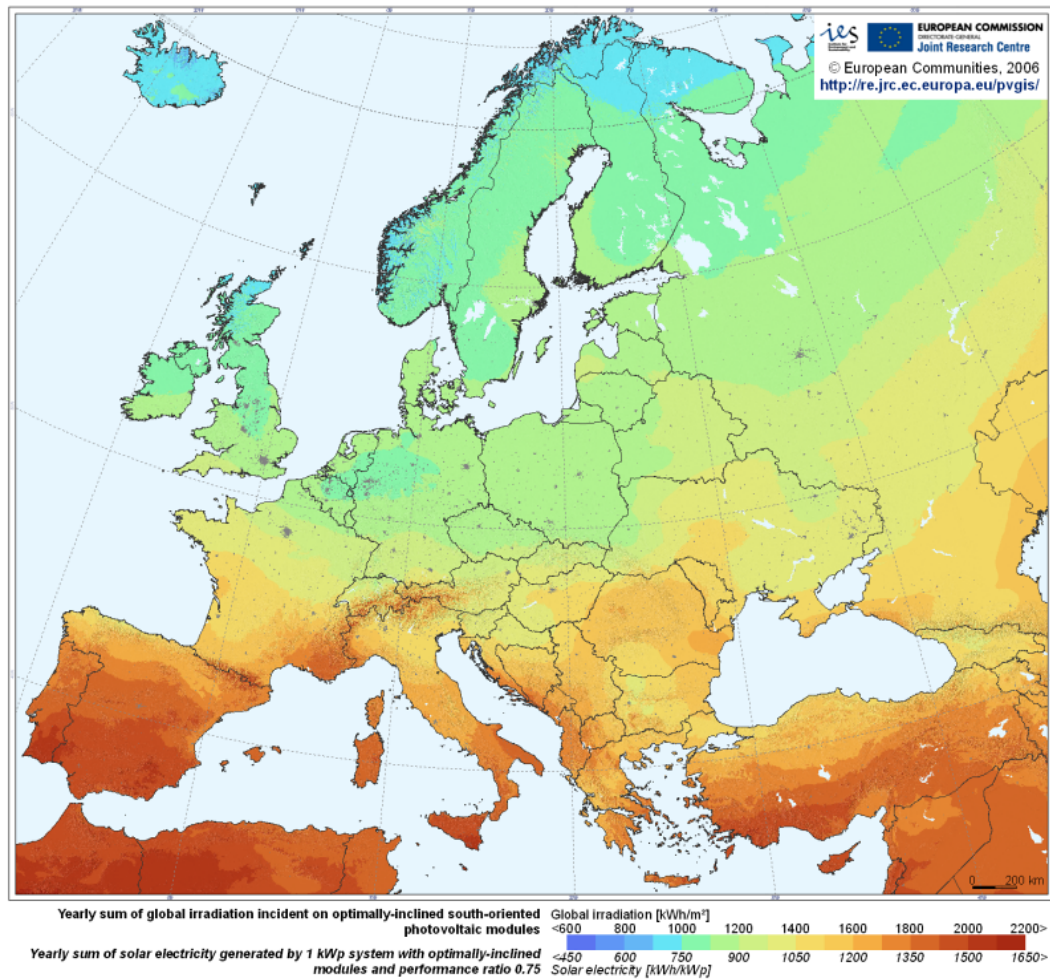 ies
EUROPEAN COMMISSION
DIRECTORATE-GENERAL
Joint Research Centre
© European Communities, 2006
http://re.jrc.ec.europa.eu/pvgis/
0 200 km
Yearly sum of global irradiation incident on optimally-inclined south-oriented
photovoltaic modules
Yearly sum of solar electricity generated by 1 kWp system with optimally-inclined
modules and performance ratio 0.75
Global irradiation [kWh/m²]
<600 800 1000 1200 1400 1600 1800 2000 2200>
<450 600 750 900 1050 1200 1350 1500 1650>
Solar electricity [kWh/kWp]